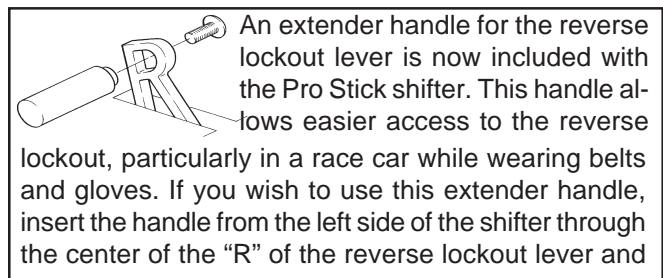 An extender handle for the reverse
lockout lever is now included with
the Pro Stick shifter. This handle al-
lows easier access to the reverse
lockout, particularly in a race car while wearing belts
and gloves. If you wish to use this extender handle,
insert the handle from the left side of the shifter through
the center of the “R” of the reverse lockout lever and